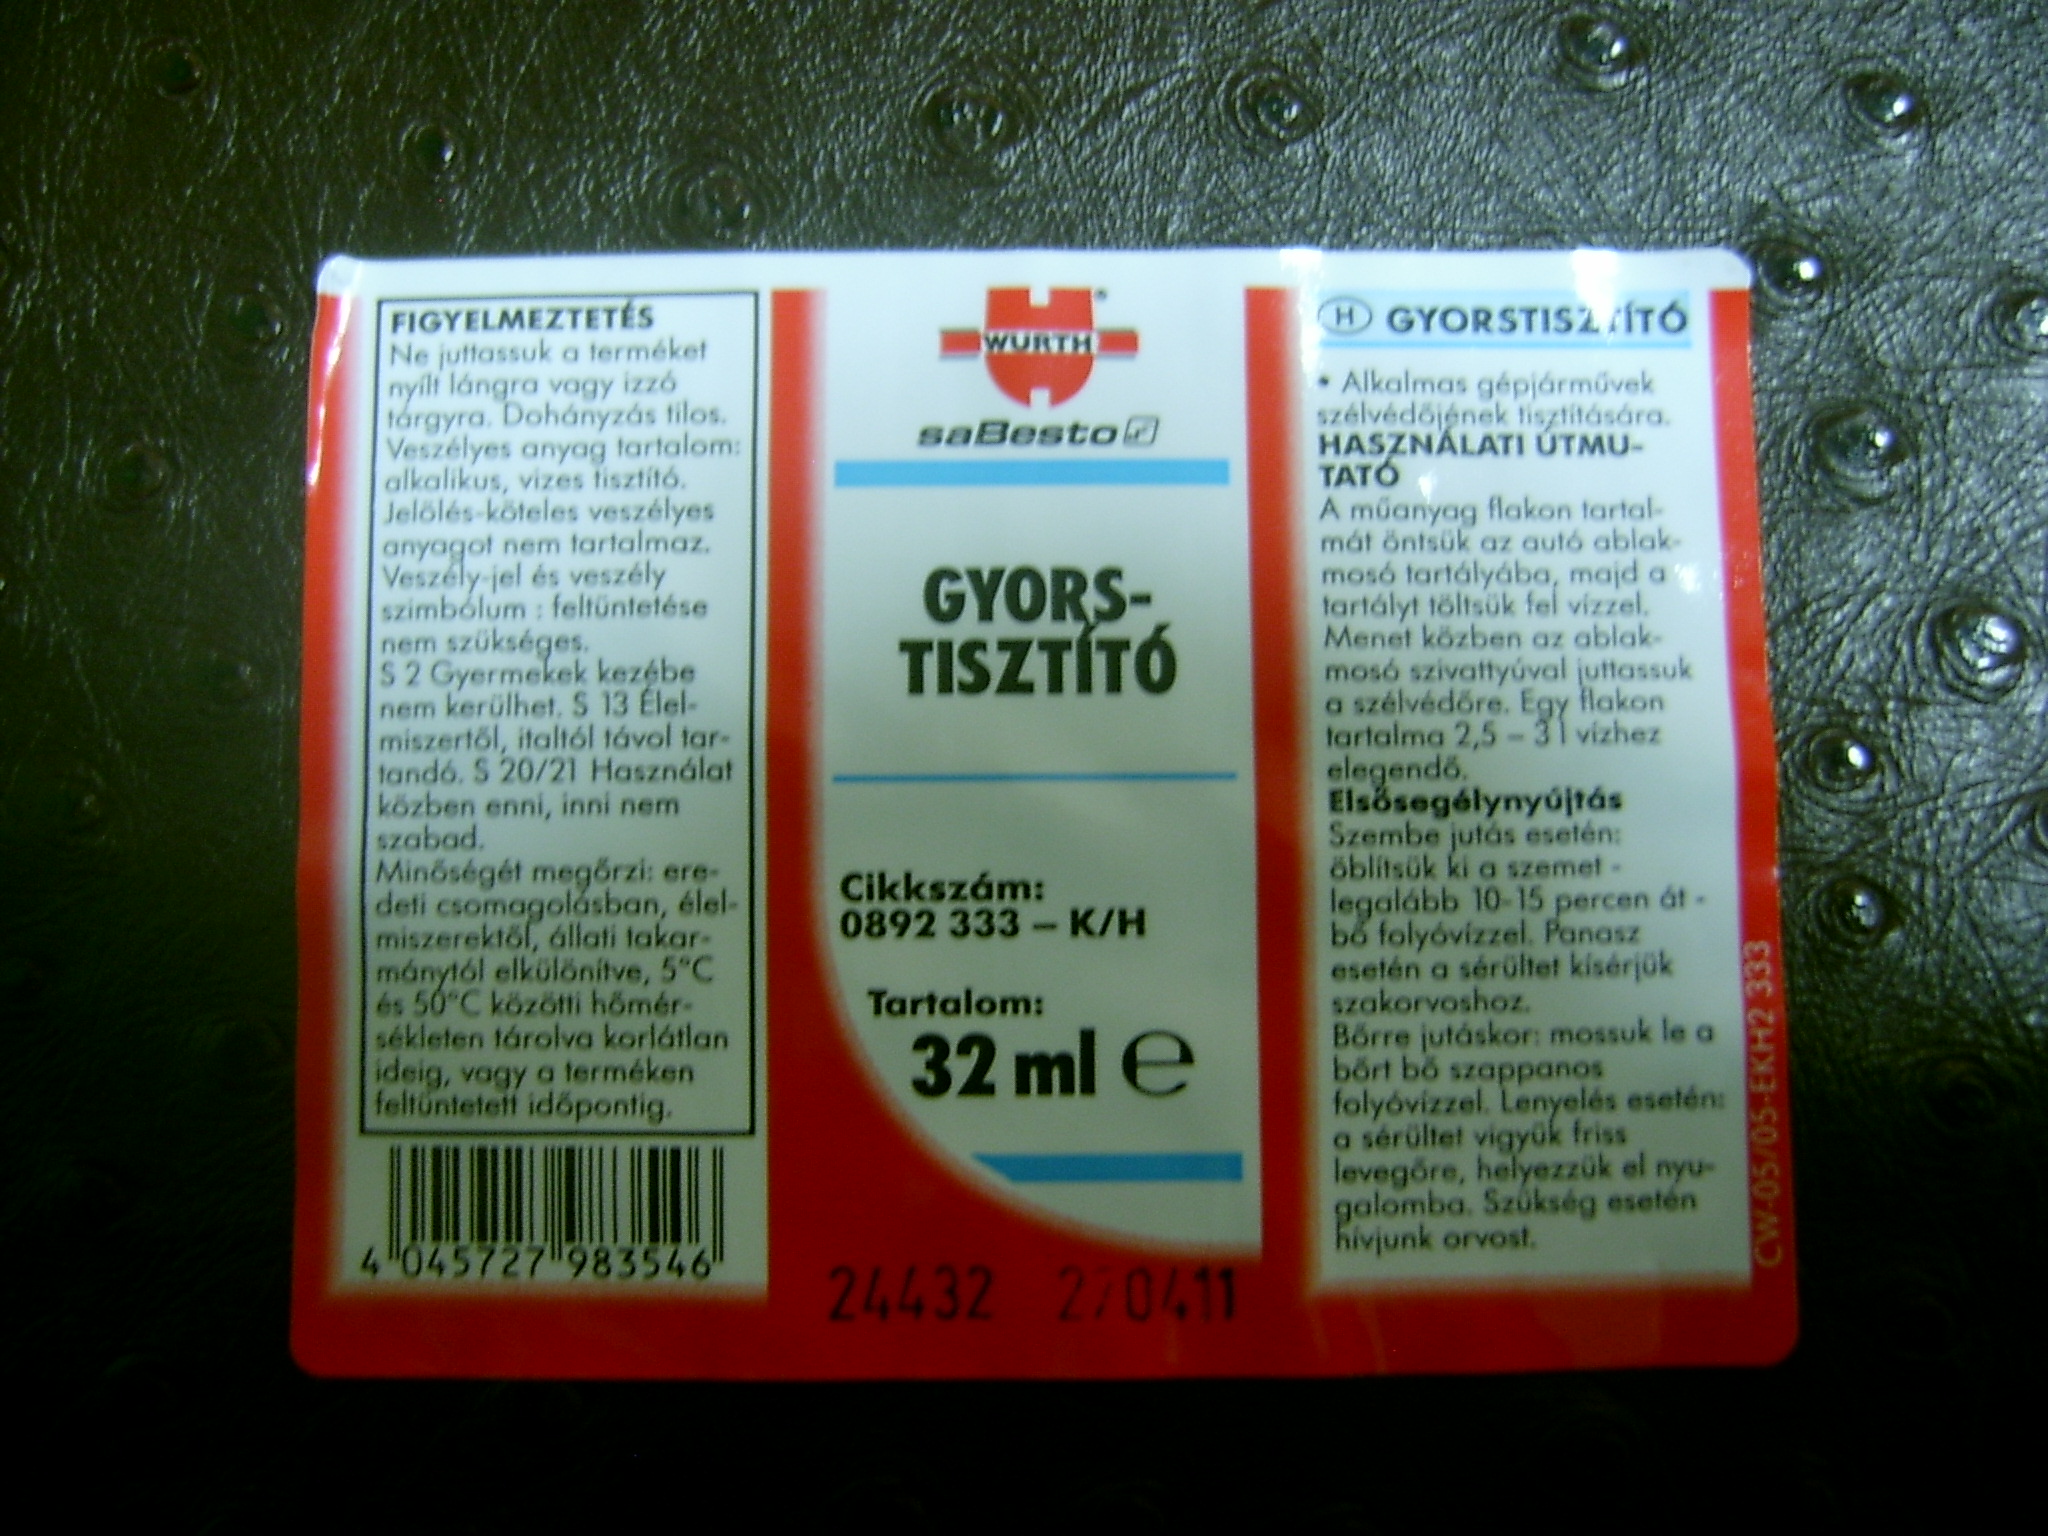 FIGYELMEZTETÉS
Ne juttassuk a terméket
nyílt lángra vagy izzó
tárgyra. Dohányzás tilos.
Veszélyes anyag tartalom:
alkalikus, vizes tisztító.
Jelölés-köteles veszélyes
anyagot nem tartalmaz.
Veszély-jel és veszély
szimbólum : feltüntetése
nem szükséges.
S 2 Gyermekek kezébe
nem kerülhet. S 13 Élel-
miszertől, italtól távol tar-
tandó. S 20/21 Használat
közben enni, inni nem
szabad.
Minőségét megőrzi: ere-
deti csomagolásban, élel-
miszerektől, állati takar-
mánytól elkülönítve, 5°C
és 50°C közötti hőmér-
sékleten tárolva korlátlan
ideig, vagy a terméken
feltüntetett időpontig.
4 045727 983546
WÜRTH
saBesto
GYORS-
TISZTÍTÓ
Cikkszám:
0892 333 – K/H
Tartalom:
32 ml e
24432 270411
H GYORSTISZTÍTÓ
• Alkalmas gépjárművek
szélvédőjének tisztítására.
HASZNÁLATI ÚTMU-
TATÓ
A műanyag flakon tartal-
mát öntsük az autó ablak-
mosó tartályába, majd a
tartályt töltsük fel vízzel.
Menet közben az ablak-
mosó szivattyúval juttassuk
a szélvédőre. Egy flakon
tartalma 2,5 – 3 l vízhez
elegendő.
Elsősegélynyújtás
Szembe jutás esetén:
öblítsük ki a szemet -
legalább 10-15 percen át -
bő folyóvízzel. Panasz
esetén a sérültet kísérjük
szakorvoshoz.
Bőrre jutáskor: mossuk le a
bőrt bő szappanos
folyóvízzel. Lenyelés esetén:
a sérültet vigyük friss
levegőre, helyezzük el nyu-
galomba. Szükség esetén
hívjunk orvost.
CW-05/05-EKH2 333